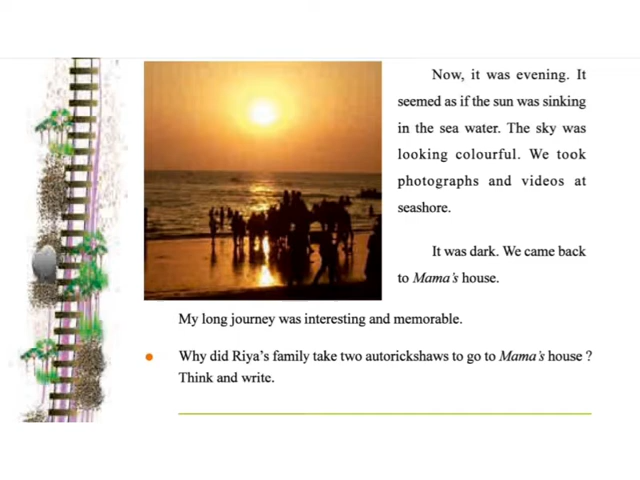 Now, it was evening. It
seemed as if the sun was sinking
in the sea water. The sky was
looking colourful. We took
photographs and videos at
seashore.
It was dark. We came back
to Mama's house.
My long journey was interesting and memorable.
Why did Riya's family take two autorickshaws to go to Mama's house ?
Think and write.